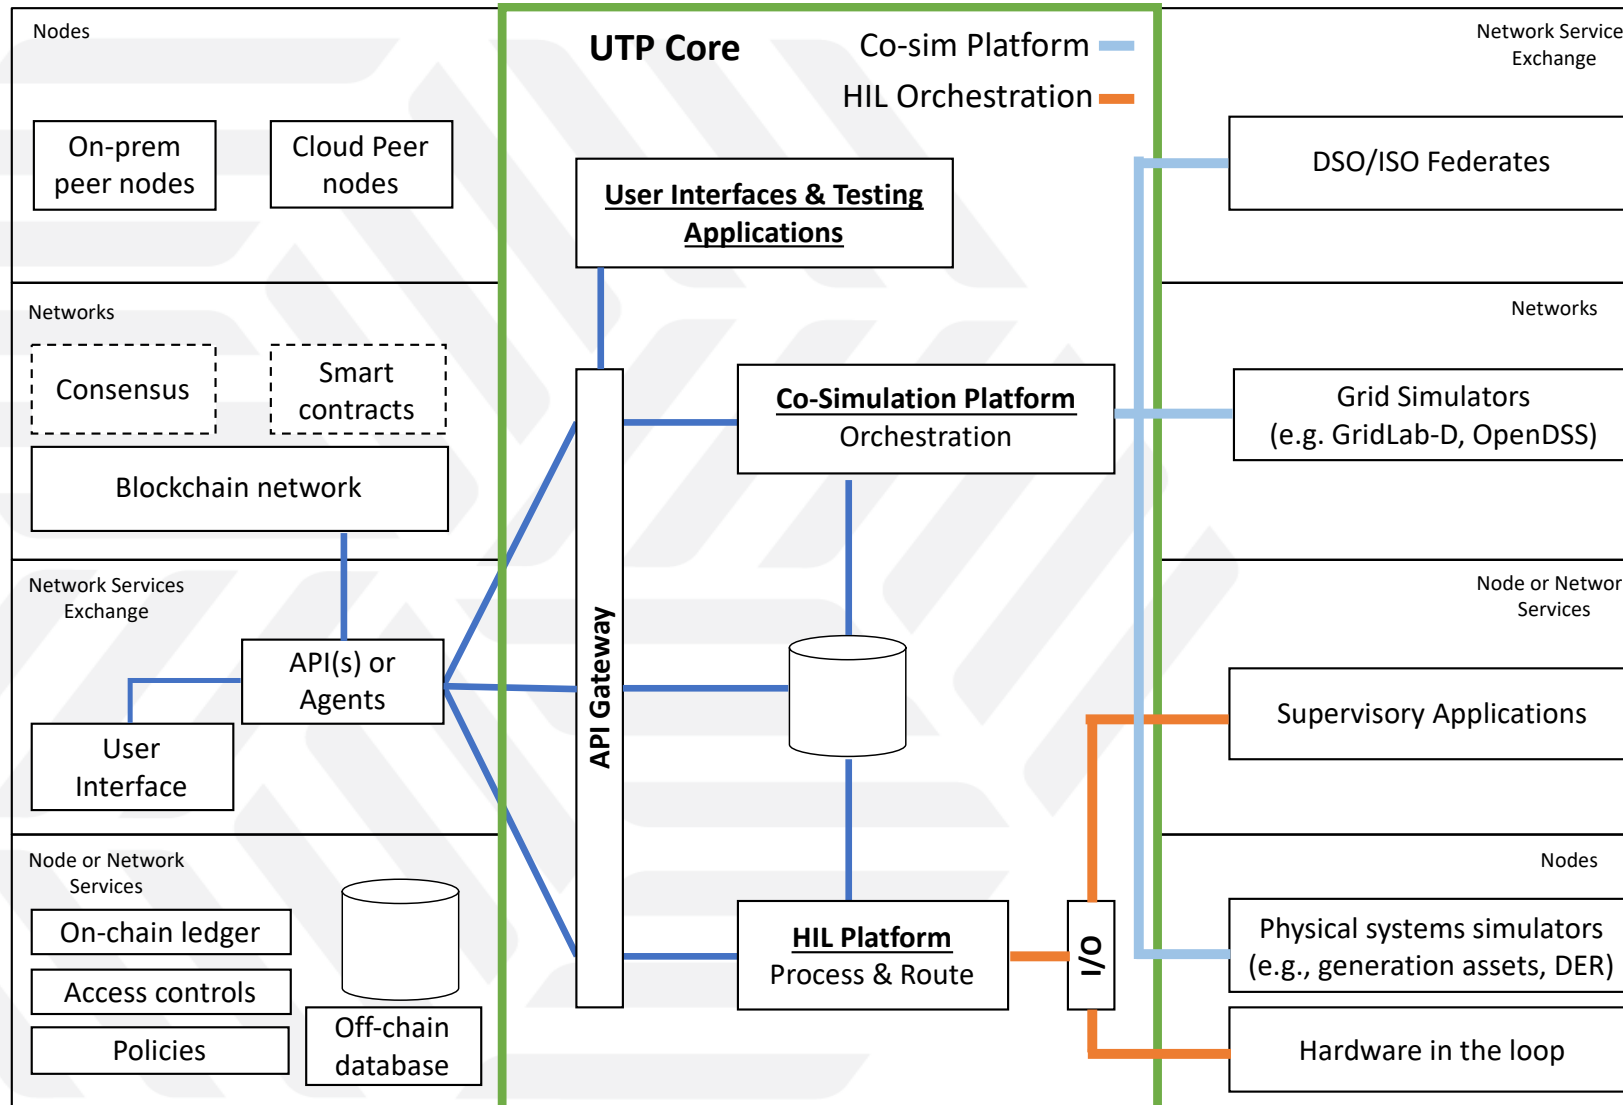 Nodes
On-prem
peer nodes
Cloud Peer
nodes
Networks
Consensus
Smart
contracts
Blockchain network
Network Services
Exchange
API(s) or
Agents
User
Interface
Node or Network
Services
On-chain ledger
Access controls
Policies
Off-chain
database
UTP Core
Co-sim Platform
HIL Orchestration
User Interfaces & Testing
Applications
API Gateway
Co-Simulation Platform
Orchestration
HIL Platform
Process & Route
I/O
Network Service
Exchange
DSO/ISO Federates
Networks
Grid Simulators
(e.g. GridLab-D, OpenDSS)
Node or Networ
Services
Supervisory Applications
Nodes
Physical systems simulators
(e.g., generation assets, DER)
Hardware in the loop